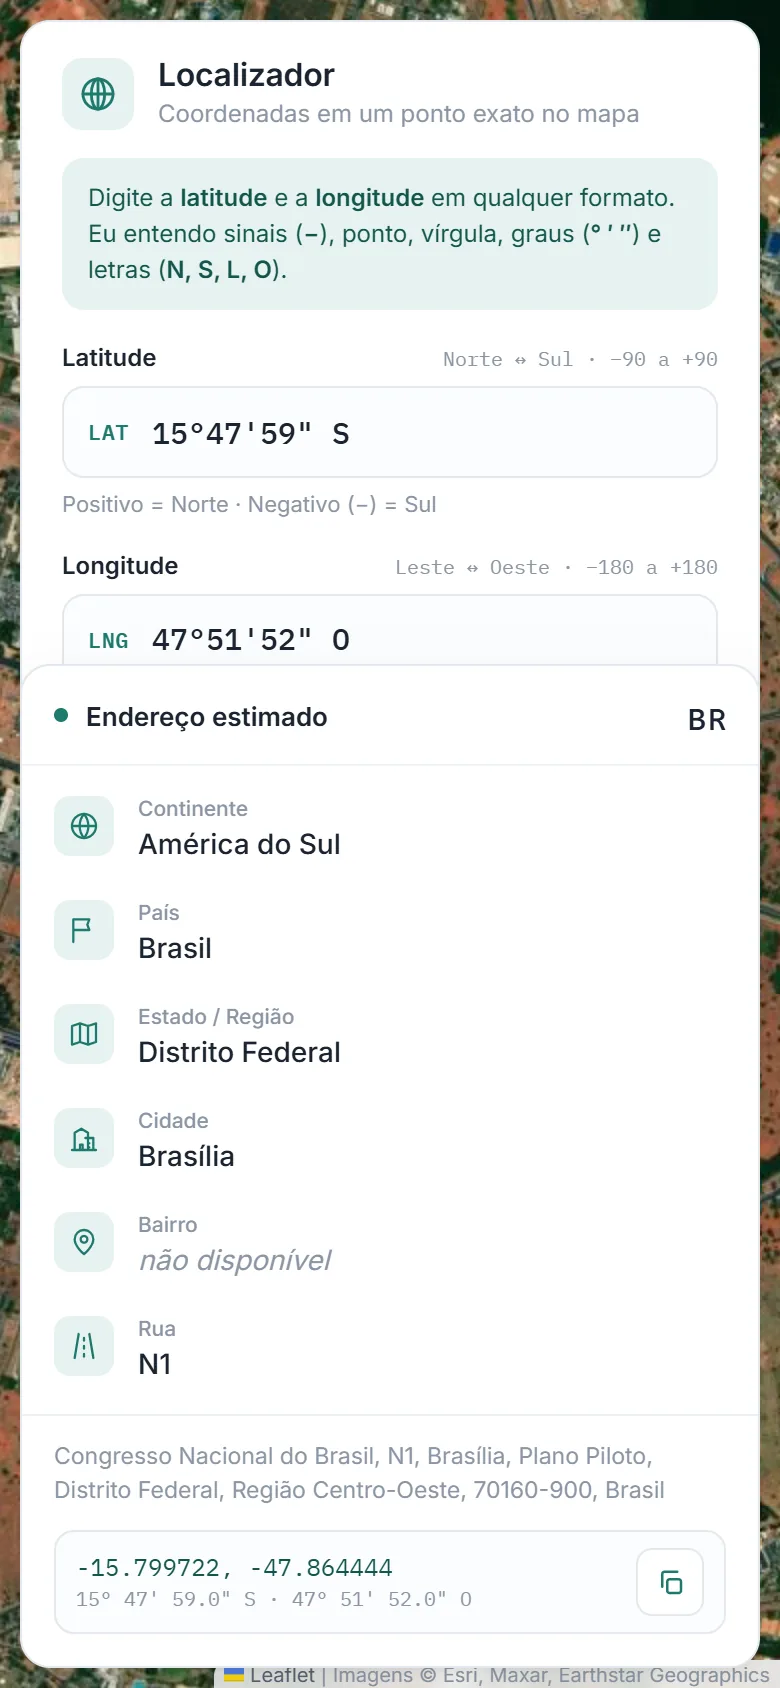 Localizador
Coordenadas em um ponto exato no mapa
Digite a latitude e a longitude em qualquer formato.
Eu entendo sinais (−), ponto, vírgula, graus (° ′ ″) e
letras (N, S, L, O).
Latitude
Norte ↔ Sul · −90 a +90
LAT 15°47'59" S
Positivo = Norte · Negativo (−) = Sul
Longitude
Leste ↔ Oeste · −180 a +180
LNG 47°51'52" O
Endereço estimado
BR
Continente
América do Sul
País
Brasil
Estado / Região
Distrito Federal
Cidade
Brasília
Bairro
não disponível
Rua
N1
Congresso Nacional do Brasil, N1, Brasília, Plano Piloto,
Distrito Federal, Região Centro-Oeste, 70160-900, Brasil
-15.799722, -47.864444
15° 47' 59.0" S · 47° 51' 52.0" O
Leaflet | Imagens © Esri, Maxar, Earthstar Geographics